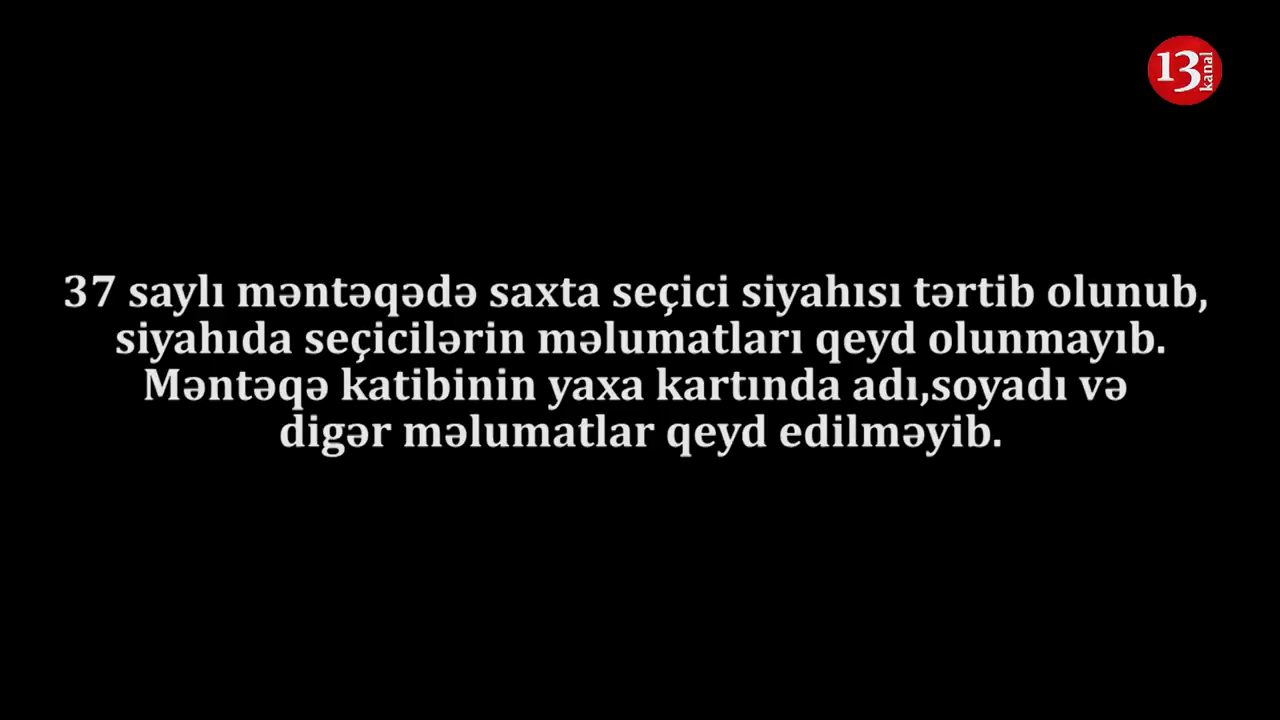 13 kanal
37 saylı məntəqədə saxta seçici siyahısı tərtib olunub,
siyahıda seçicilərin məlumatları qeyd olunmayıb.
Məntəqə katibinin yaxa kartında adı,soyadı və
digər məlumatlar qeyd edilməyib.